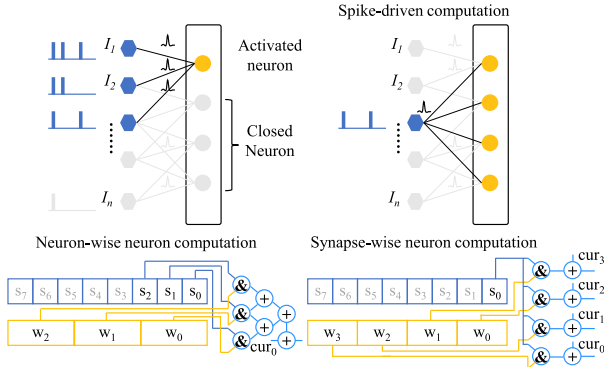 Spike-driven computation
I1
Activated
neuron
I1
I2
I2
Closed
Neuron
In
In
Neuron-wise neuron computation
Synapse-wise neuron computation
cur3
s7 s6 s5 s4 s3 s2 s1 s0
&
+
w2 w1 w0
&
+
+
&
cur0
+
s7 s6 s5 s4 s3 s2 s1 s0
&
+
cur2
w3 w2 w1 w0
&
+
cur1
&
+
cur0
&
+